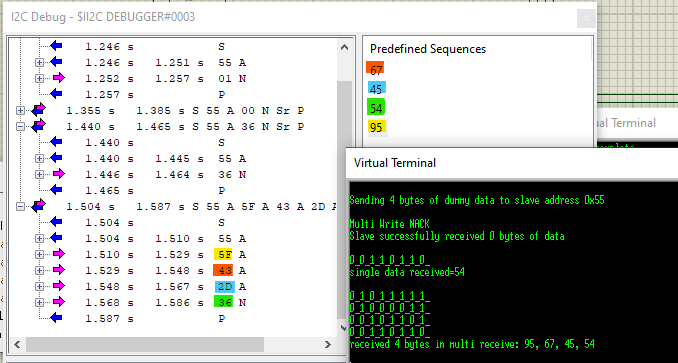 I2C Debug - $II2C DEBUGGER#0003
1.246 s S
1.246 s 1.251 s 55 A
1.252 s 1.257 s 01 N
1.257 s P
1.355 s 1.385 s S 55 A 00 N Sr P
1.440 s 1.465 s S 55 A 36 N Sr P
1.440 s S
1.440 s 1.445 s 55 A
1.446 s 1.464 s 36 N
1.465 s P
1.504 s 1.587 s S 55 A 5F A 43 A 2D A
1.504 s S
1.504 s 1.510 s 55 A
1.510 s 1.529 s 5F A
1.529 s 1.548 s 43 A
1.548 s 1.567 s 2D A
1.568 s 1.586 s 36 N
1.587 s P
Predefined Sequences
67
45
54
95
ual Terminal
Virtual Terminal
Sending 4 bytes of dummy data to slave address 0x55
Multi Write NACK
Slave successfully received 0 bytes of data
0_0_1_1_0_1_1_0_
single data received=54
0_1_0_1_1_1_1_1_
0_1_0_0_0_0_1_1_
0_0_1_0_1_1_0_1_
0_0_1_1_0_1_1_0_
received 4 bytes in multi receive: 95, 67, 45, 54